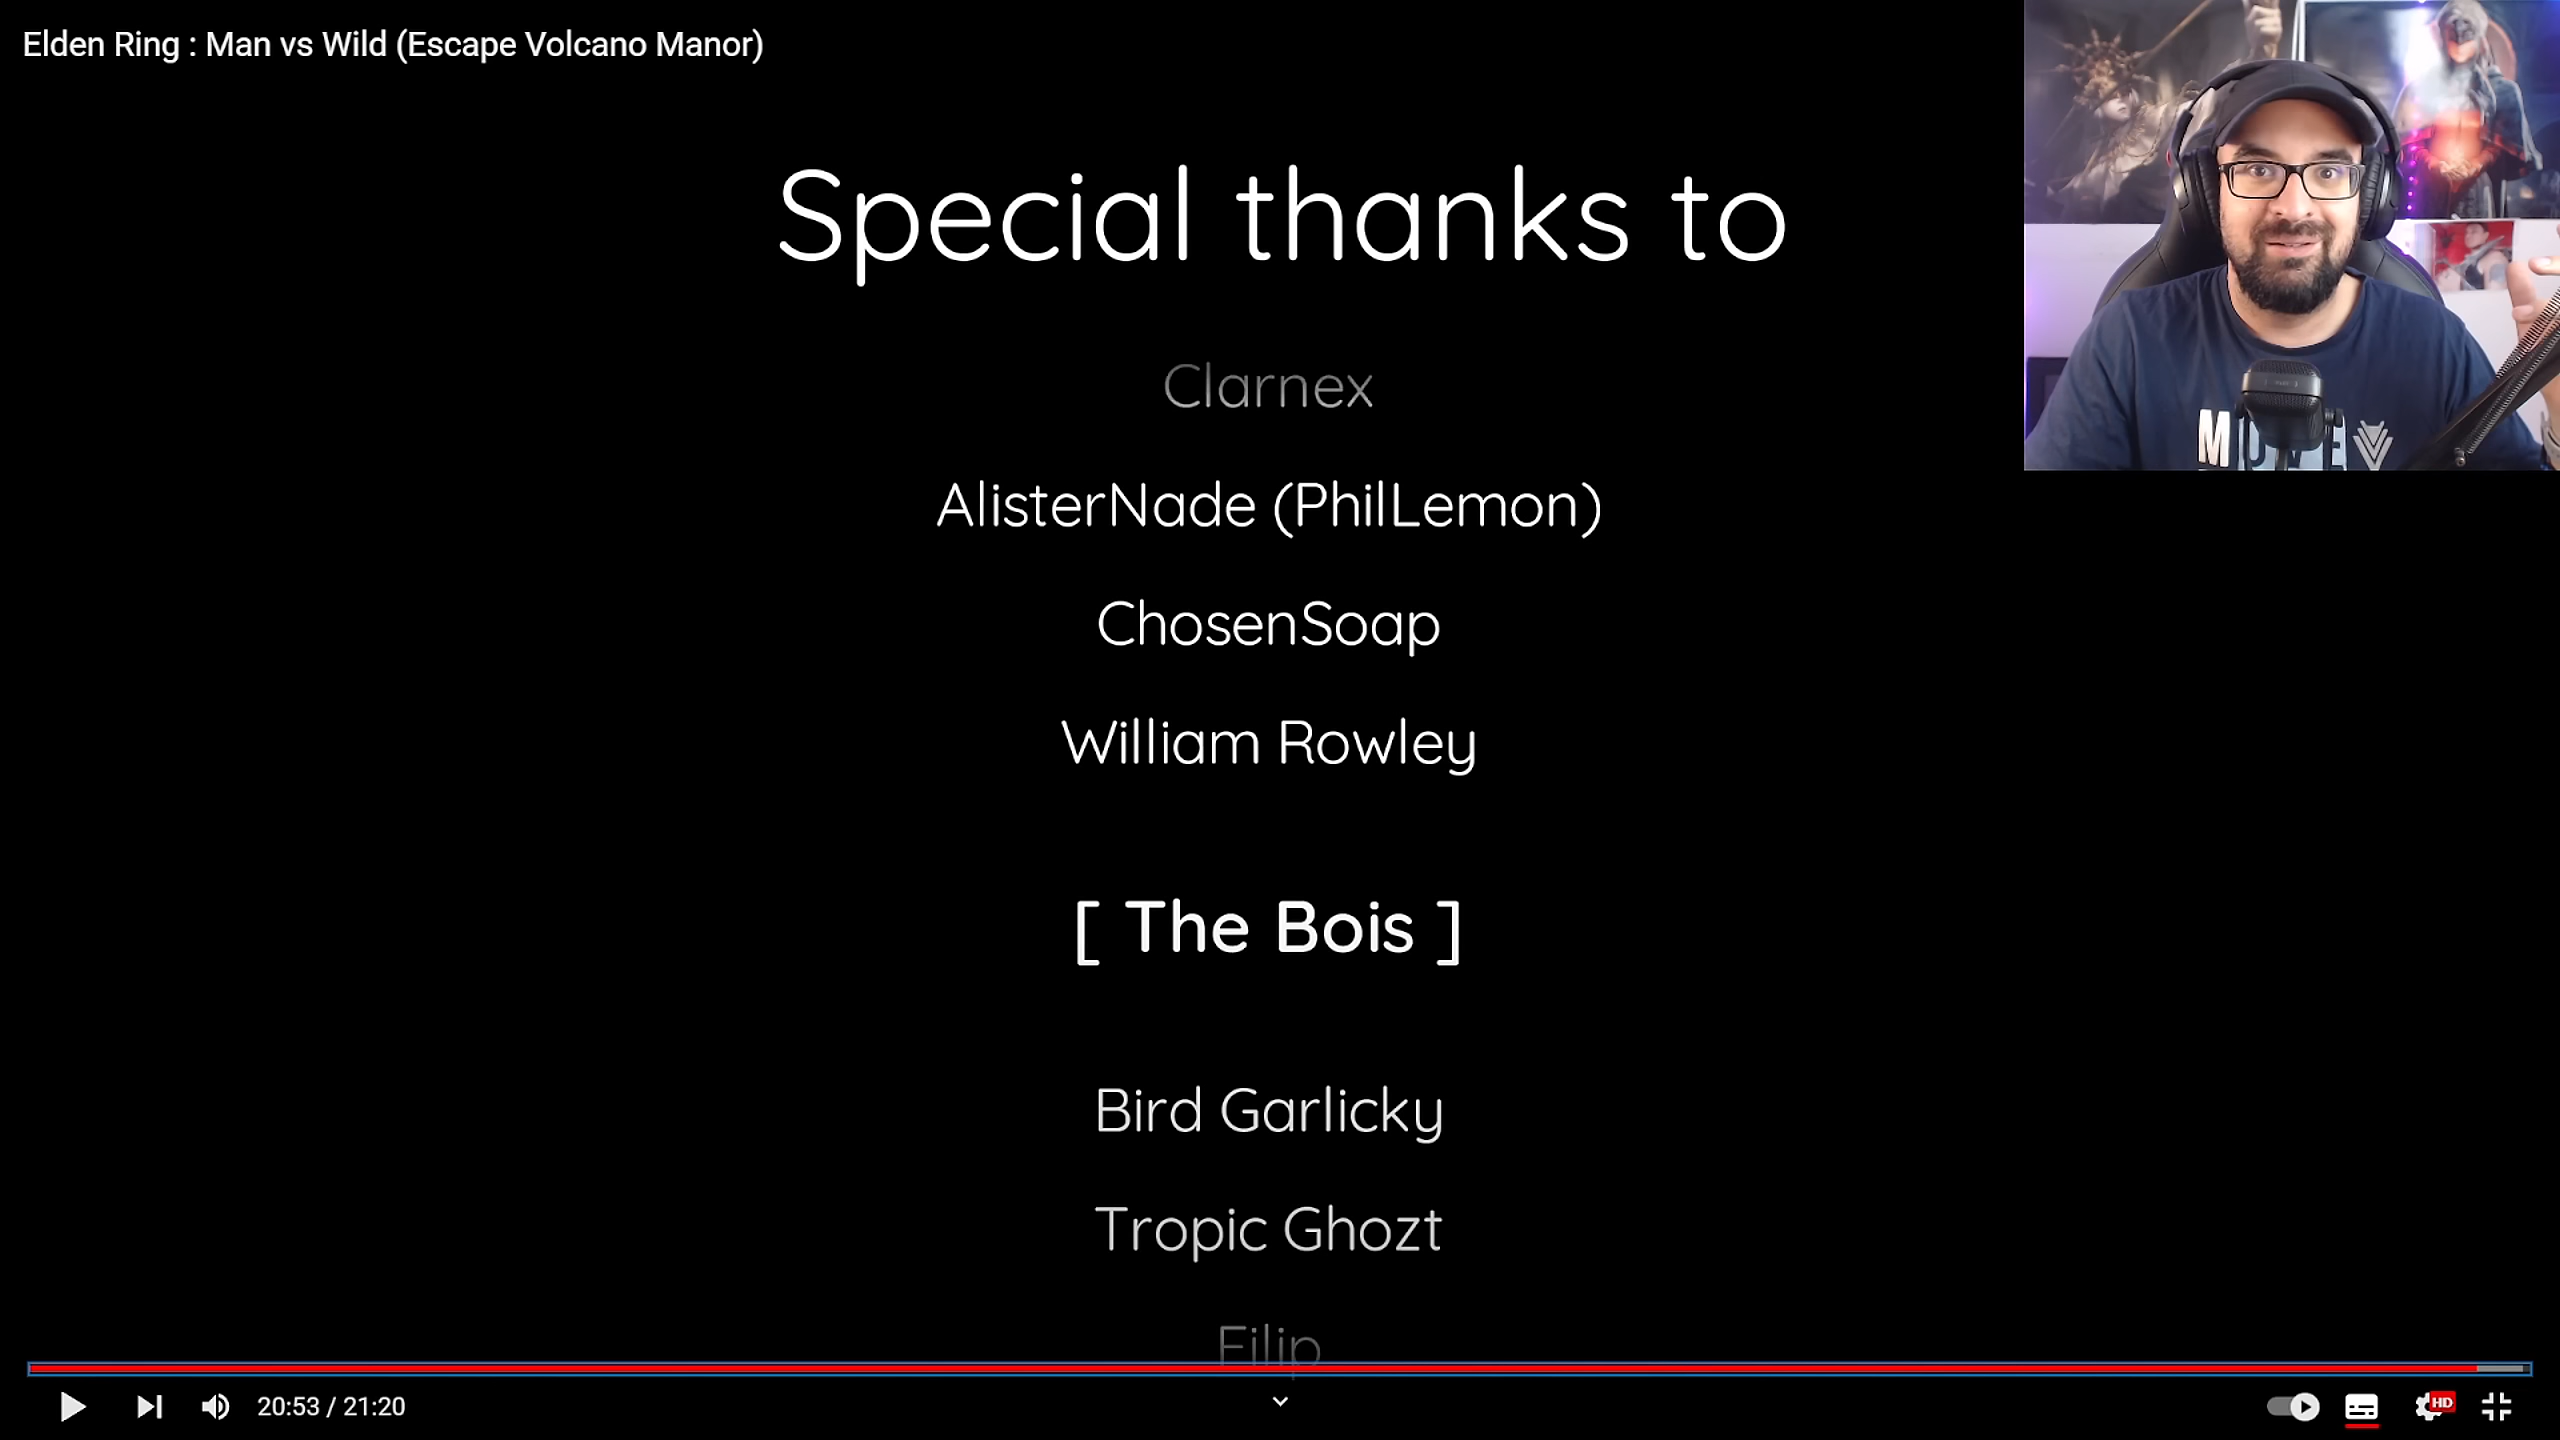 Elden Ring : Man vs Wild (Escape Volcano Manor)
Special thanks to
Clarnex
AlisterNade (PhilLemon)
ChosenSoap
William Rowley
[ The Bois ]
Bird Garlicky
Tropic Ghozt
Filip
20:53 / 21:20
HD